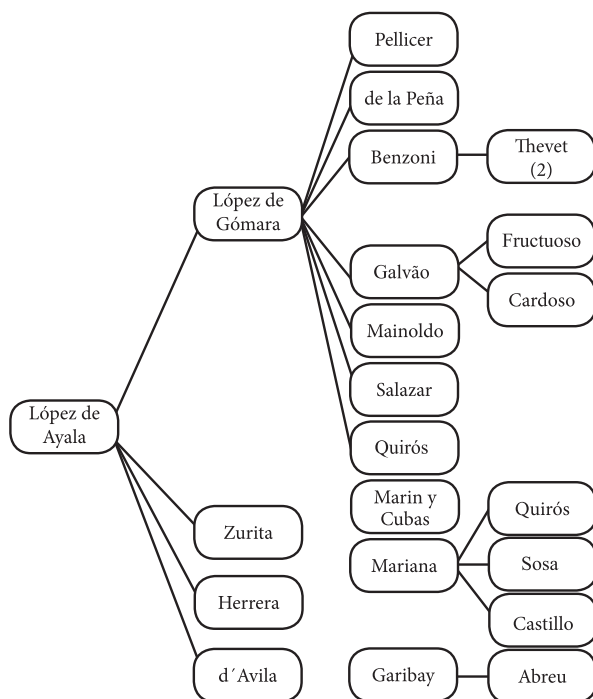 Pellicer
de la Peña
Benzoni
Thevet
(2)
López de
Gómara
Fructuoso
Galvão
Cardoso
Mainoldo
Salazar
López de
Ayala
Quirós
Marin y
Cubas
Quirós
Zurita
Mariana
Sosa
Herrera
Castillo
d´Avila
Garibay
Abreu